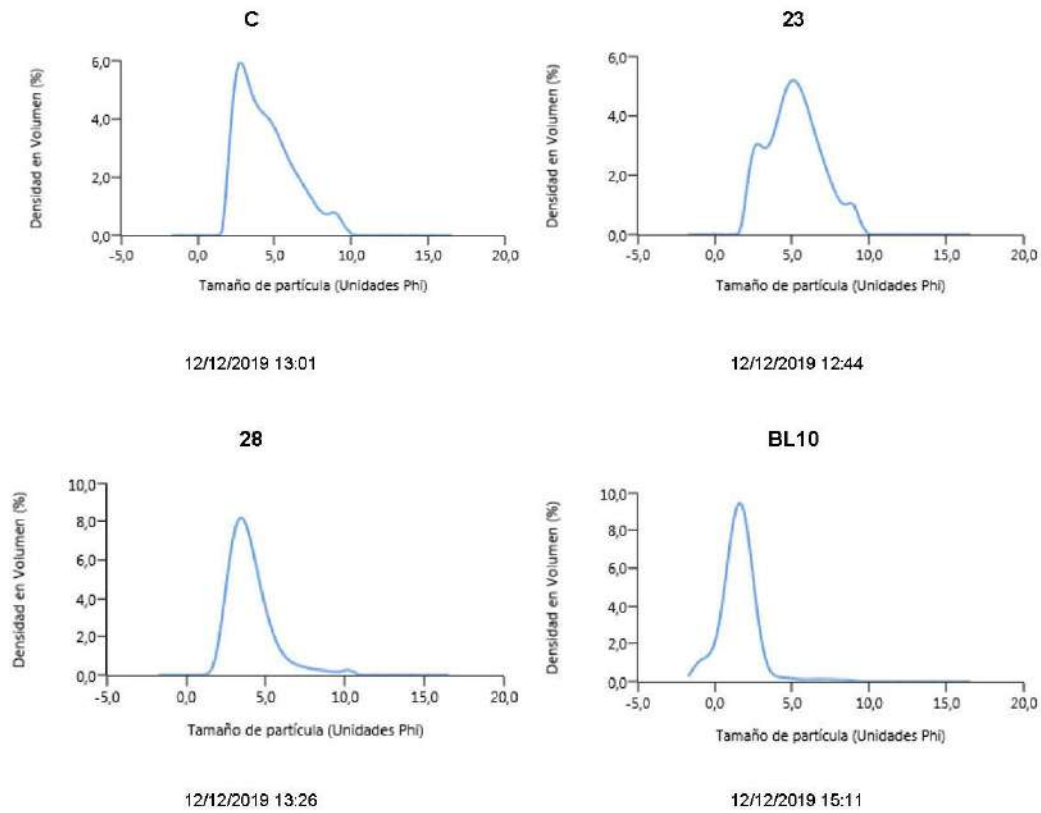 C
6,0
4,0
2,0
0,0
-5,0 0,0 5,0 10,0 15,0 20,0
Densidad en Volumen (%)
Tamaño de partícula (Unidades Phi)
12/12/2019 13:01
23
6,0
4,0
2,0
0,0
-5,0 0,0 5,0 10,0 15,0 20,0
Densidad en Volumen (%)
Tamaño de partícula (Unidades Phi)
12/12/2019 12:44
28
10,0
8,0
6,0
4,0
2,0
0,0
-5,0 0,0 5,0 10,0 15,0 20,0
Densidad en Volumen (%)
Tamaño de partícula (Unidades Phi)
12/12/2019 13:26
BL10
10,0
8,0
6,0
4,0
2,0
0,0
-5,0 0,0 5,0 10,0 15,0 20,0
Densidad en Volumen (%)
Tamaño de partícula (Unidades Phi)
12/12/2019 15:11